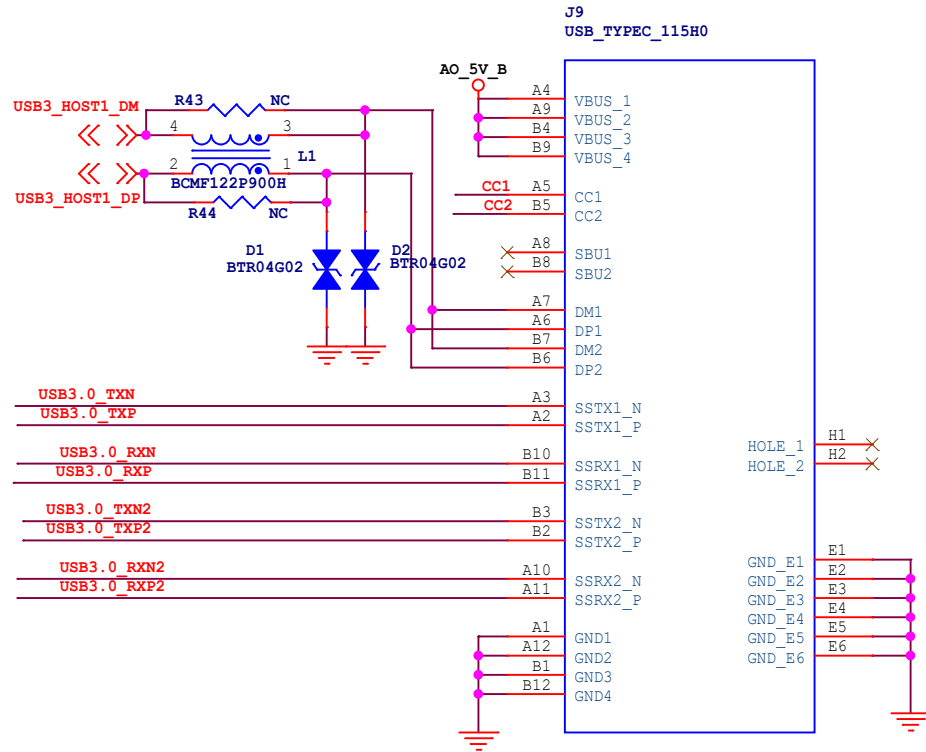 J9
USB_TYPEC_115H0
AO_5V_B
USB3_HOST1_DM
R43 NC
4 3
2 1 L1
BCMF122P900H
USB3_HOST1_DP
R44 NC
D1
BTR04G02
D2
BTR04G02
A4 VBUS_1
A9 VBUS_2
B4 VBUS_3
B9 VBUS_4
CC1 A5 CC1
CC2 B5 CC2
A8 SBU1
B8 SBU2
A7 DM1
A6 DP1
B7 DM2
B6 DP2
USB3.0_TXN A3 SSTX1_N
USB3.0_TXP A2 SSTX1_P
USB3.0_RXN B10 SSRX1_N
USB3.0_RXP B11 SSRX1_P
USB3.0_TXN2 B3 SSTX2_N
USB3.0_TXP2 B2 SSTX2_P
USB3.0_RXN2 A10 SSRX2_N
USB3.0_RXP2 A11 SSRX2_P
A1 GND1
A12 GND2
B1 GND3
B12 GND4
HOLE_1 H1
HOLE_2 H2
GND_E1 E1
GND_E2 E2
GND_E3 E3
GND_E4 E4
GND_E5 E5
GND_E6 E6